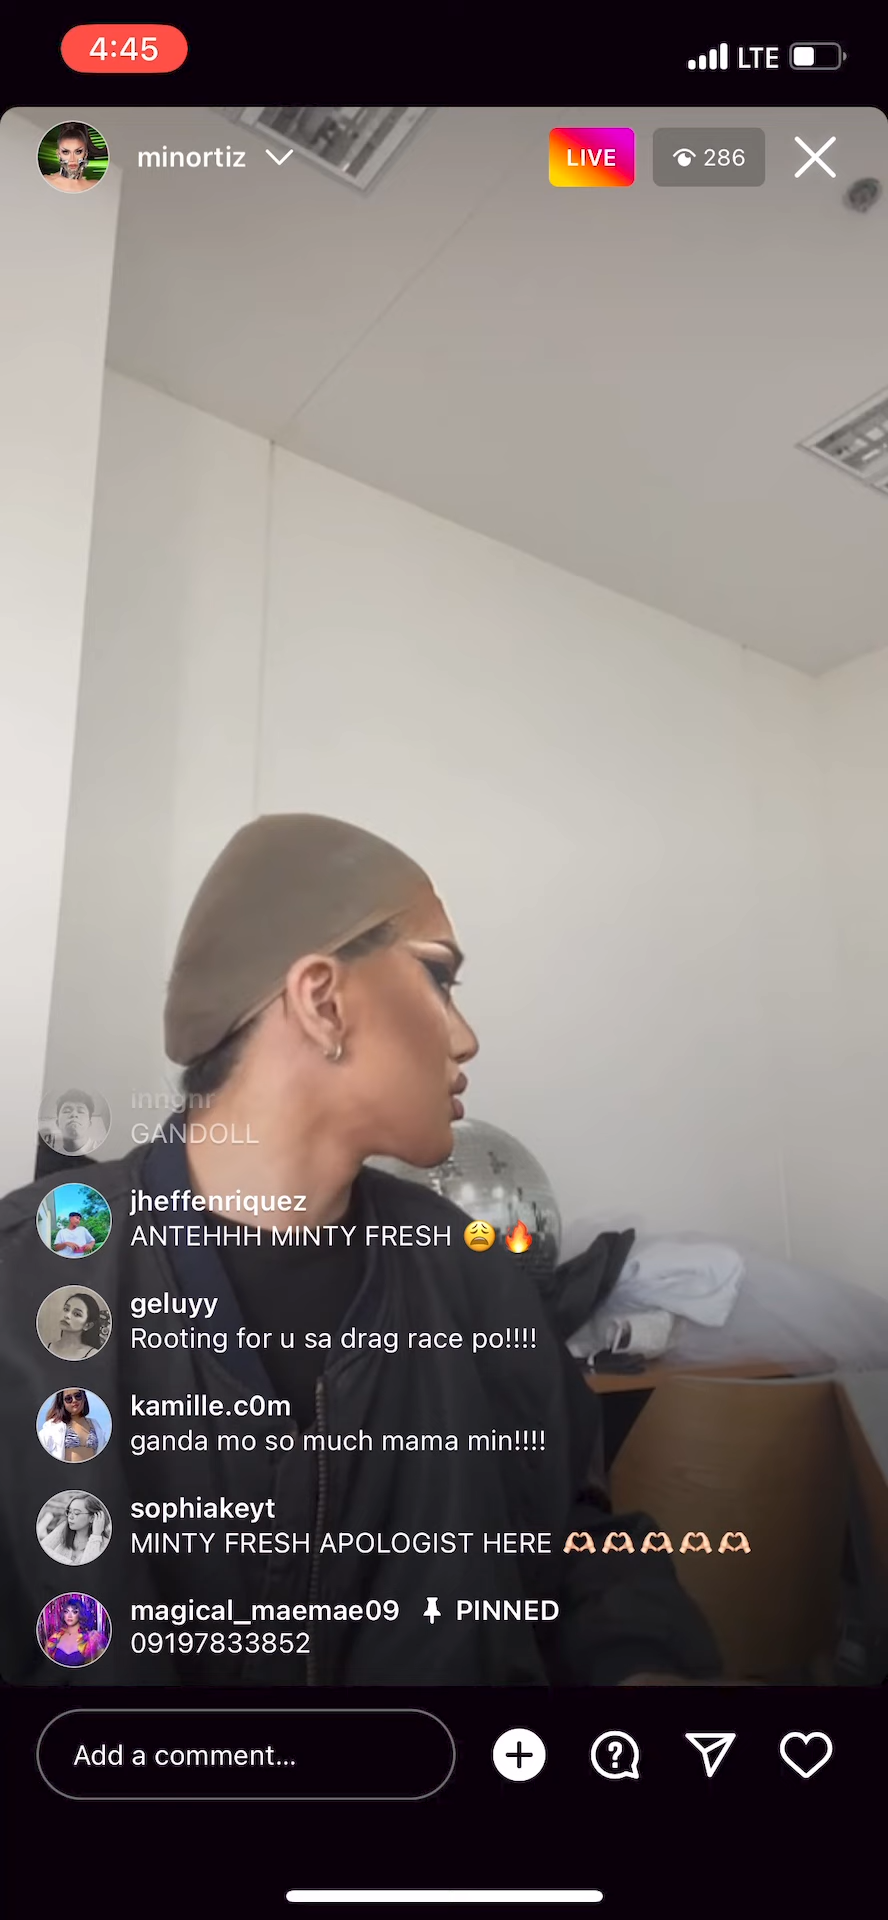 4:45
LTE
minortiz
LIVE
286
inngnr
GANDOLL
jheffenriquez
ANTEHHH MINTY FRESH 😩🔥
geluyy
Rooting for u sa drag race po!!!!
kamille.c0m
ganda mo so much mama min!!!!
sophiakeyt
MINTY FRESH APOLOGIST HERE 🫶🏻🫶🏻🫶🏻🫶🏻🫶🏻
magical_maemae09 📌 PINNED
09197833852
Add a comment...